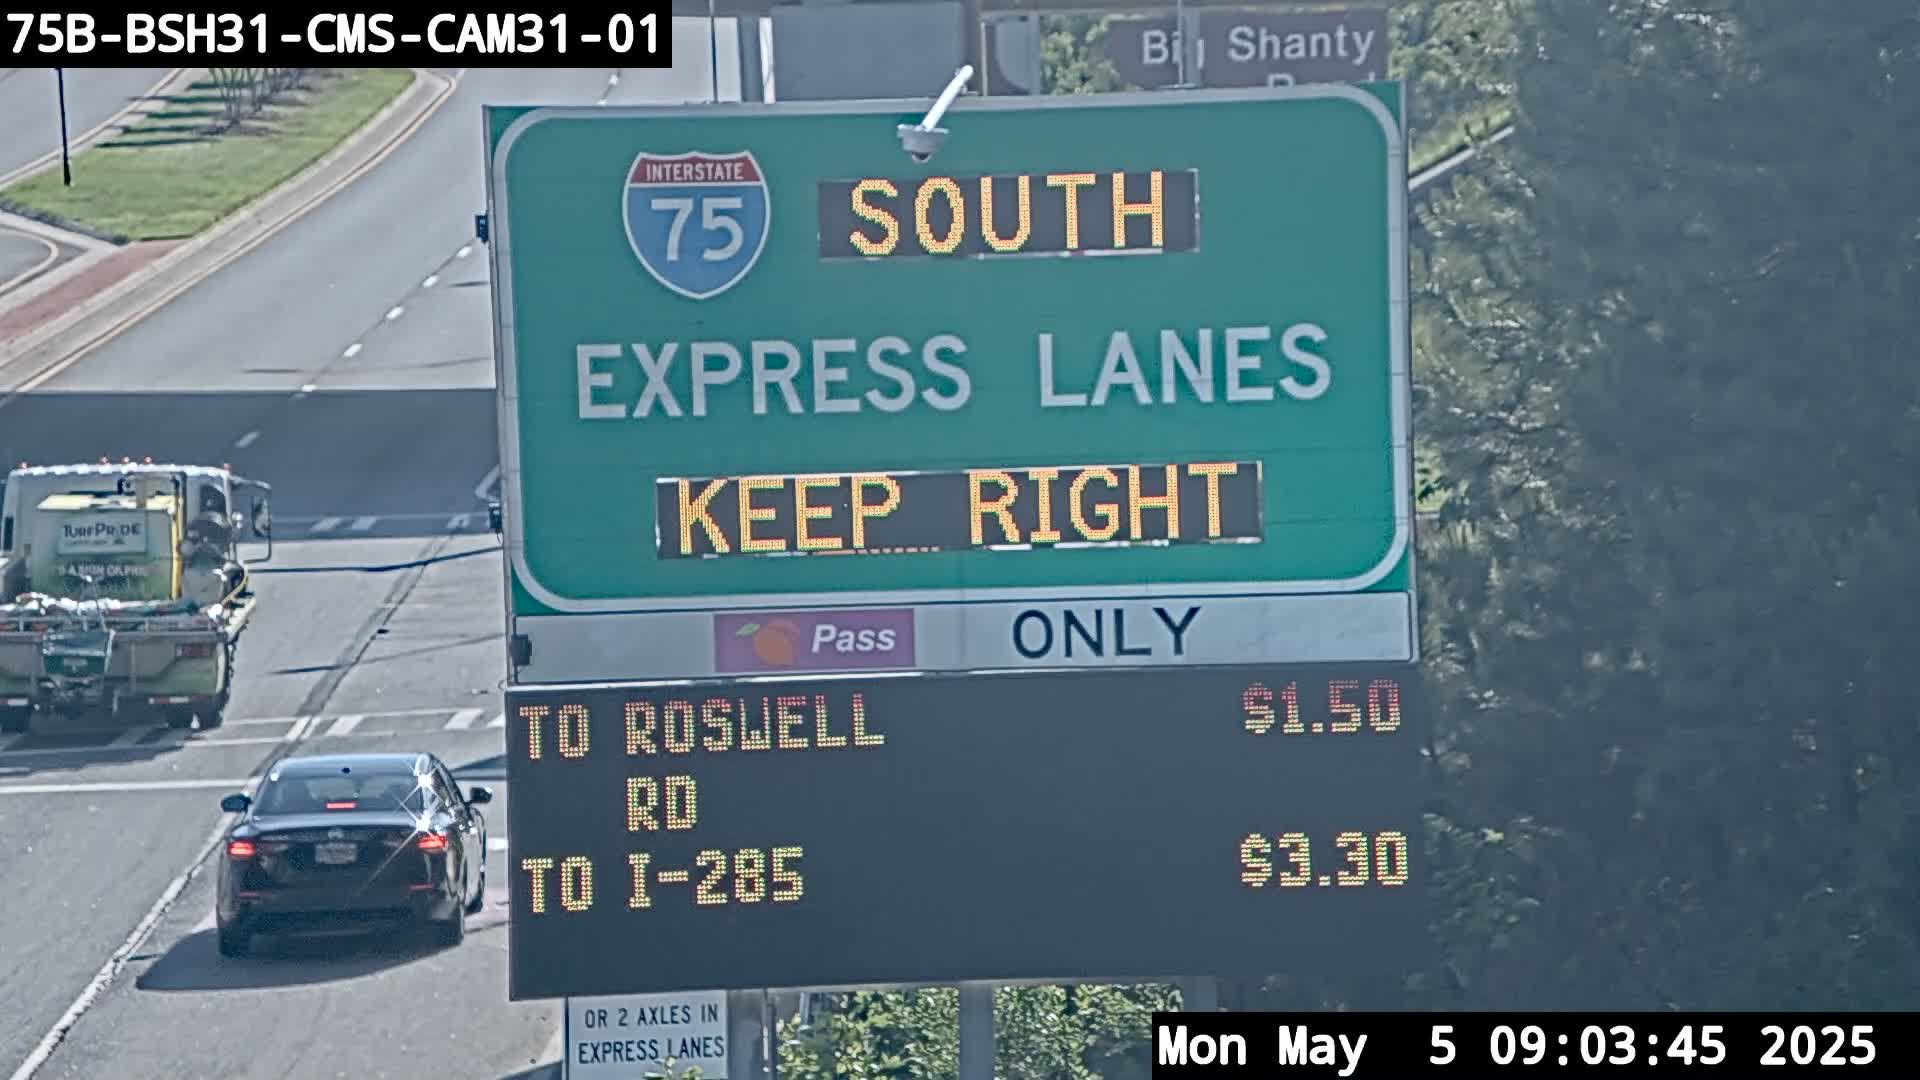 75B-BSH31-CMS-CAM31-01
Big Shanty
Road
INTERSTATE
75
SOUTH
EXPRESS LANES
KEEP RIGHT
TURFPRIDE
Pass
ONLY
TO ROSWELL $1.50
RD
TO I-285 $3.30
OR 2 AXLES IN
EXPRESS LANES
Mon May 5 09:03:45 2025